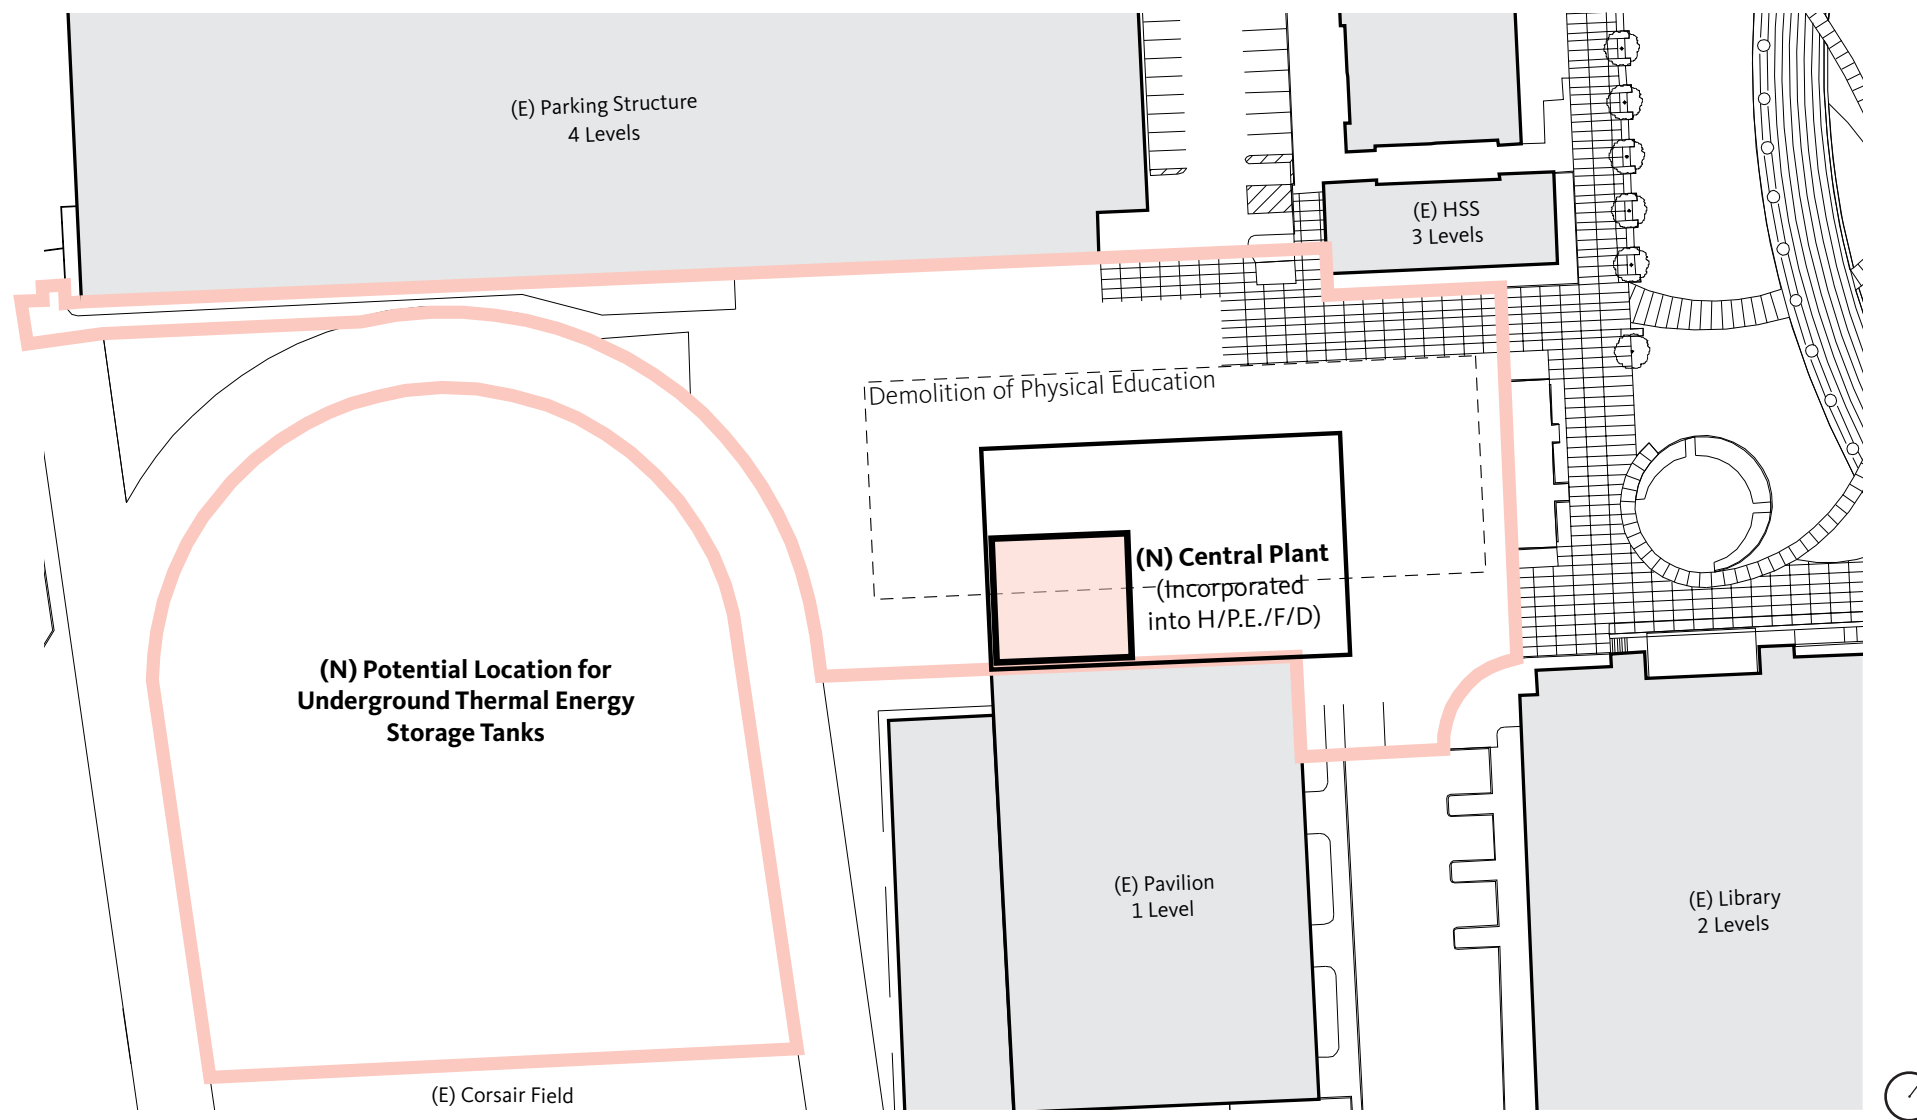 (E) Parking Structure
4 Levels
(E) HSS
3 Levels
Demolition of Physical Education
(N) Central Plant
(Incorporated
into H/P.E./F/D)
(N) Potential Location for
Underground Thermal Energy
Storage Tanks
(E) Pavilion
1 Level
(E) Library
2 Levels
(E) Corsair Field